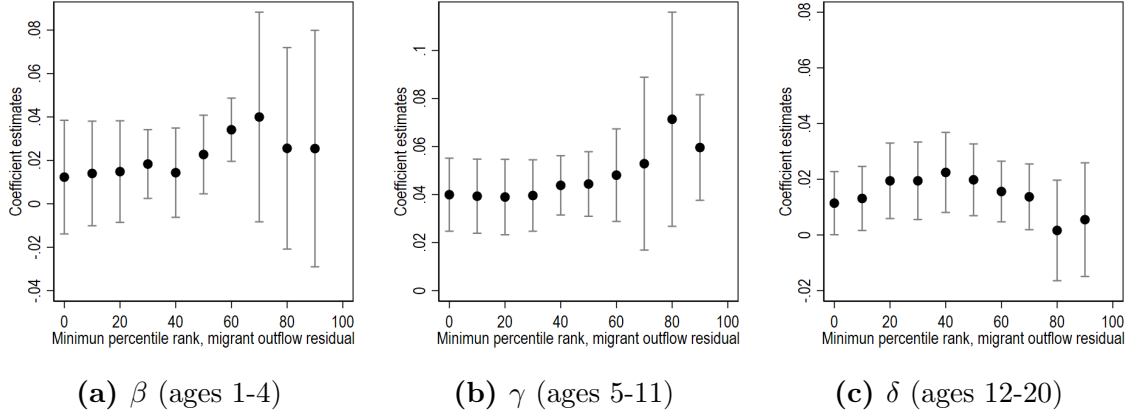 Coefficient estimates
-.04 -.02 0 .02 .04 .06 .08
0 20 40 60 80 100
Minimun percentile rank, migrant outflow residual
(a) β (ages 1-4)
Coefficient estimates
0 .02 .04 .06 .08 .1
0 20 40 60 80 100
Minimun percentile rank, migrant outflow residual
(b) γ (ages 5-11)
Coefficient estimates
-.02 0 .02 .04 .06 .08
0 20 40 60 80 100
Minimun percentile rank, migrant outflow residual
(c) δ (ages 12-20)